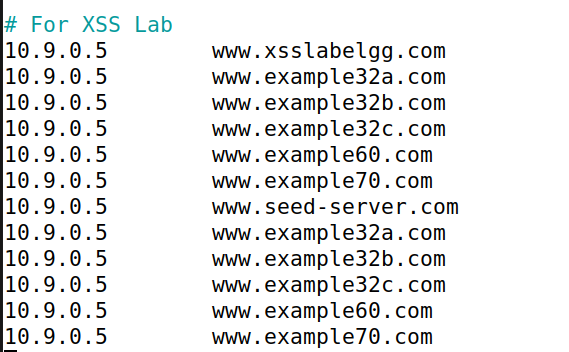 # For XSS Lab
10.9.0.5        www.xsslabelgg.com
10.9.0.5        www.example32a.com
10.9.0.5        www.example32b.com
10.9.0.5        www.example32c.com
10.9.0.5        www.example60.com
10.9.0.5        www.example70.com
10.9.0.5        www.seed-server.com
10.9.0.5        www.example32a.com
10.9.0.5        www.example32b.com
10.9.0.5        www.example32c.com
10.9.0.5        www.example60.com
10.9.0.5        www.example70.com